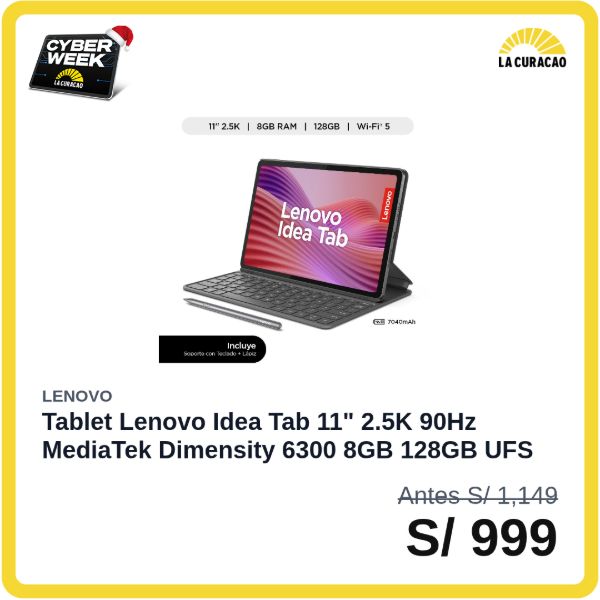 CYBER
WEEK
LA CURACAO
LA CURACAO
11" 2.5K | 8GB RAM | 128GB | Wi-Fi® 5
Lenovo
Idea Tab
Lenovo
7040mAh
Incluye
Soporte con Teclado + Lápiz
LENOVO
Tablet Lenovo Idea Tab 11" 2.5K 90Hz
MediaTek Dimensity 6300 8GB 128GB UFS
Antes S/ 1,149
S/ 999